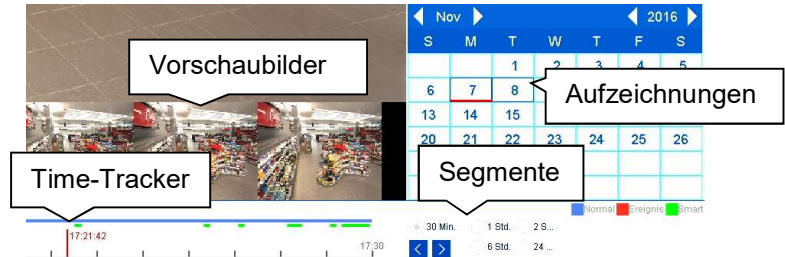 Nov 2016
S M T W T F S
Vorschaubilder
1 2 3 4 5
6 7 8
Aufzeichnungen
13 14 15
20 21 22 23 24 25 26
Time-Tracker
Segmente
Normal Ereignis Smart
30 Min. 1 Std. 2 S...
17:21:42
17:30
6 Std. 24 ...